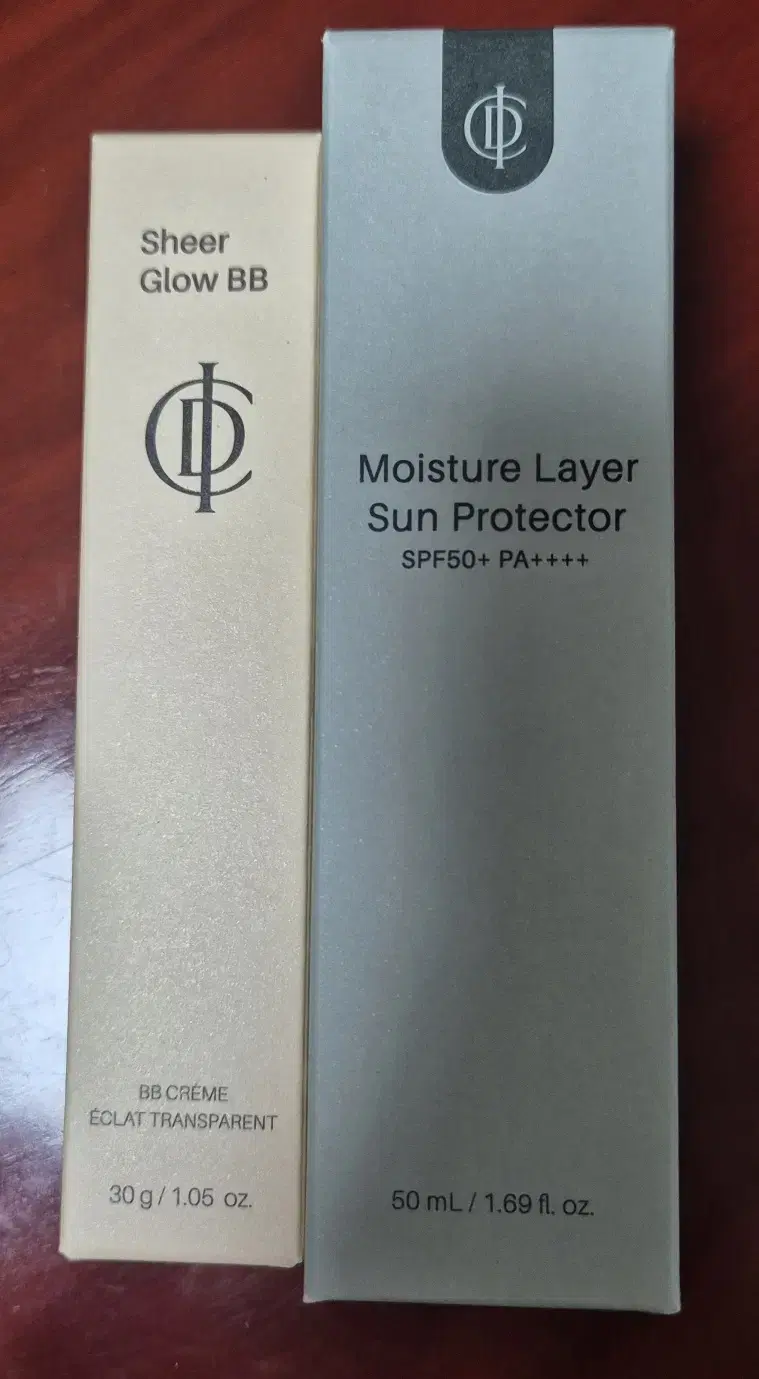 Sheer
Glow BB
BB CRÈME
ÉCLAT TRANSPARENT
30 g / 1.05 oz.
Moisture Layer
Sun Protector
SPF50+ PA++++
50 mL / 1.69 fl. oz.